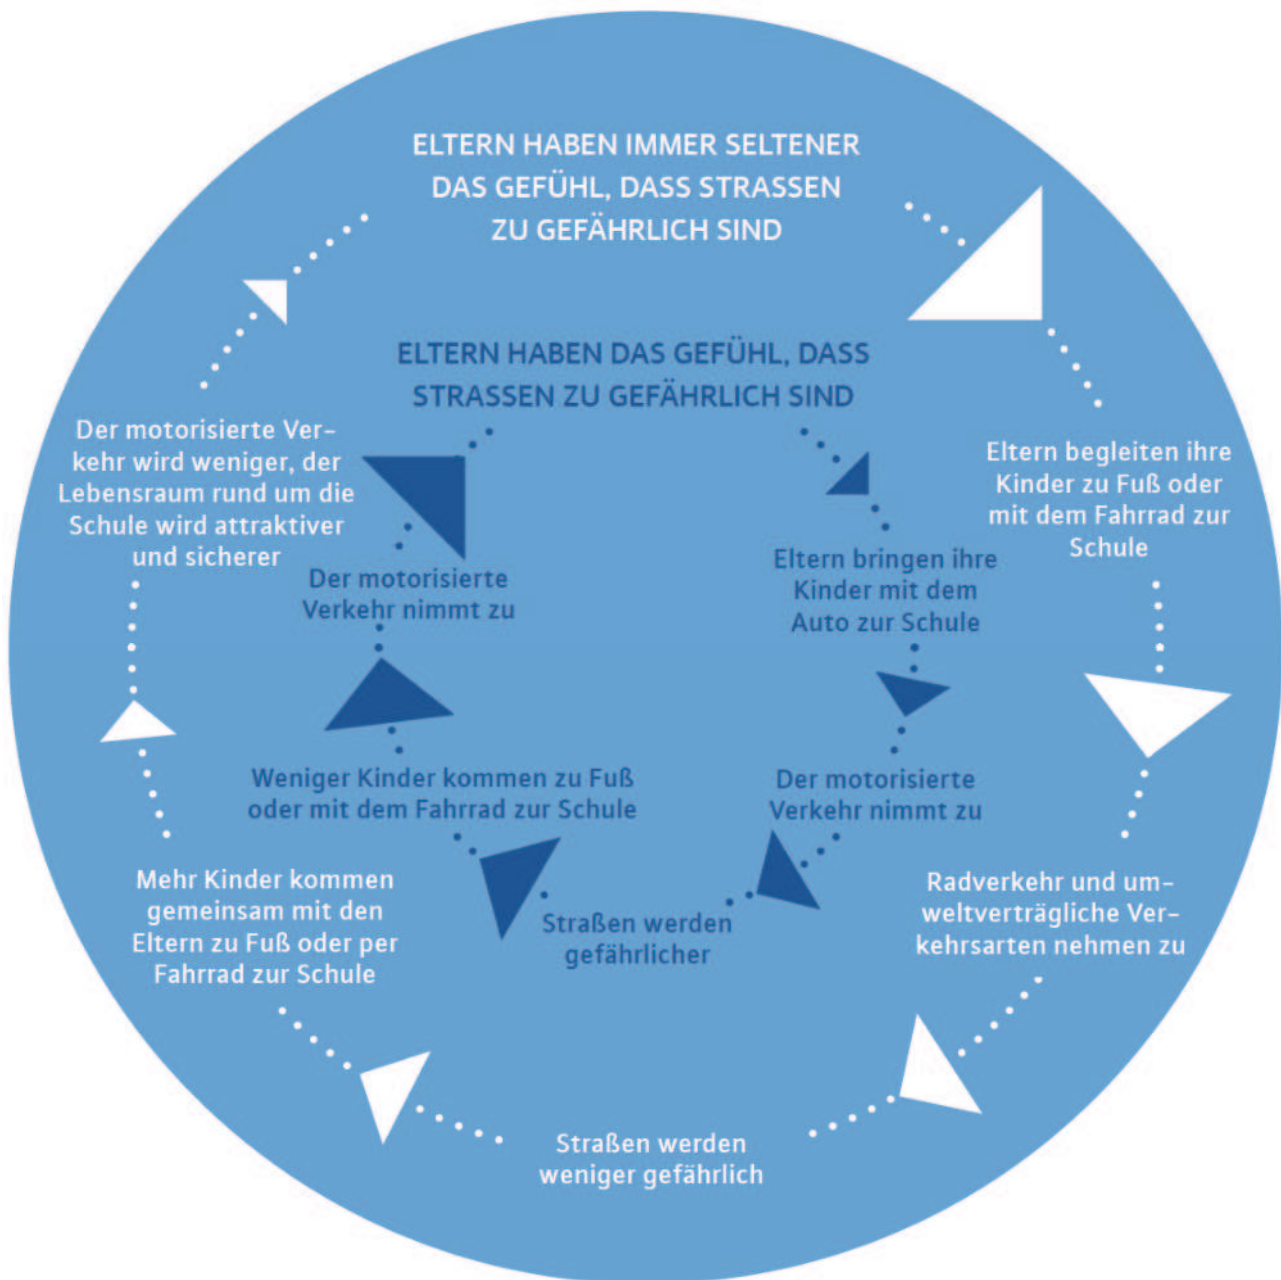 ELTERN HABEN IMMER SELTENER
DAS GEFÜHL, DASS STRASSEN
ZU GEFÄHRLICH SIND
ELTERN HABEN DAS GEFÜHL, DASS
STRASSEN ZU GEFÄHRLICH SIND
Der motorisierte Ver-
kehr wird weniger, der
Lebensraum rund um die
Schule wird attraktiver
und sicherer
Eltern begleiten ihre
Kinder zu Fuß oder
mit dem Fahrrad zur
Schule
Der motorisierte
Verkehr nimmt zu
Eltern bringen ihre
Kinder mit dem
Auto zur Schule
Weniger Kinder kommen zu Fuß
oder mit dem Fahrrad zur Schule
Der motorisierte
Verkehr nimmt zu
Mehr Kinder kommen
gemeinsam mit den
Eltern zu Fuß oder per
Fahrrad zur Schule
Radverkehr und um-
weltverträgliche Ver-
kehrsarten nehmen zu
Straßen werden
gefährlicher
Straßen werden
weniger gefährlich